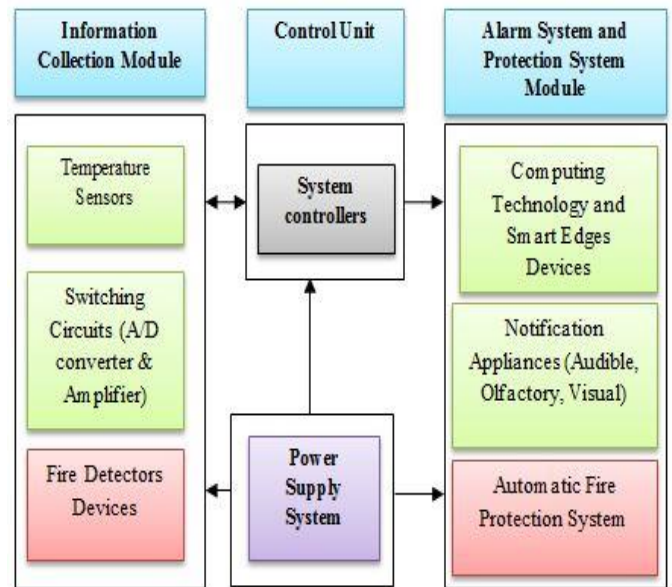 Information
Collection Module
Temperature
Sensors
Switching
Circuits (A/D
converter &
Amplifier)
Fire Detectors
Devices
Control Unit
System
controllers
Power
Supply
System
Alarm System and
Protection System
Module
Computing
Technology and
Smart Edges
Devices
Notification
Appliances (Audible,
Olfactory, Visual)
Automatic Fire
Protection System